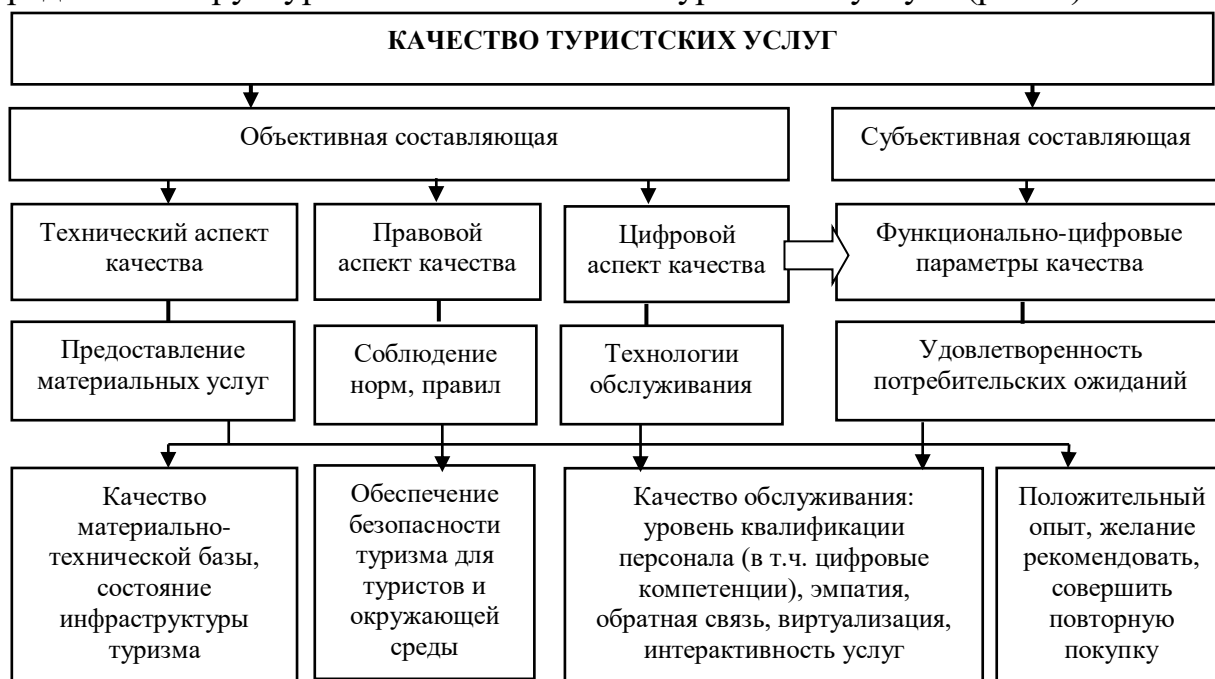 КАЧЕСТВО ТУРИСТСКИХ УСЛУГ
Объективная составляющая
Субъективная составляющая
Технический аспект
качества
Правовой
аспект качества
Цифровой
аспект качества
Функционально-цифровые
параметры качества
Предоставление
материальных услуг
Соблюдение
норм, правил
Технологии
обслуживания
Удовлетворенность
потребительских ожиданий
Качество
материально-
технической базы,
состояние
инфраструктуры
туризма
Обеспечение
безопасности
туризма для
туристов и
окружающей
среды
Качество обслуживания:
уровень квалификации
персонала (в т.ч. цифровые
компетенции), эмпатия,
обратная связь, виртуализация,
интерактивность услуг
Положительный
опыт, желание
рекомендовать,
совершить
повторную
покупку